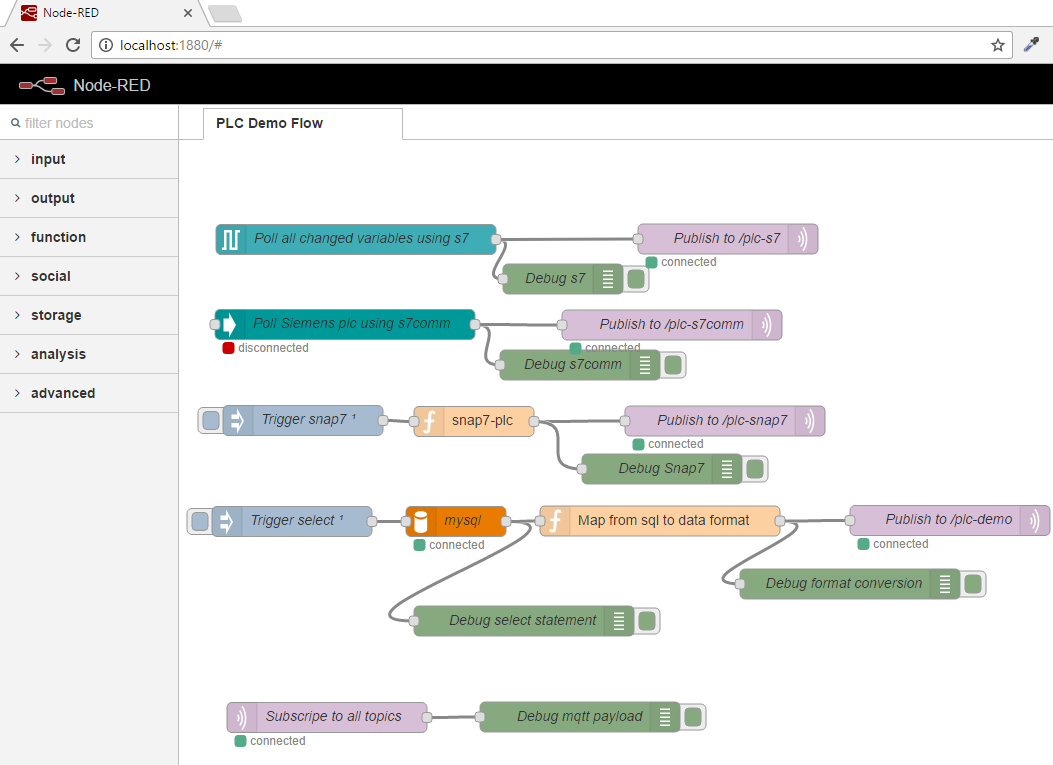 Node-RED
localhost:1880/#
Node-RED
filter nodes
PLC Demo Flow
input
output
function
social
storage
analysis
advanced
Poll all changed variables using s7
Publish to /plc-s7
connected
Debug s7
Poll Siemens plc using s7comm
Publish to /plc-s7comm
disconnected
connected
Debug s7comm
Trigger snap7 ¹
snap7-plc
Publish to /plc-snap7
connected
Debug Snap7
Trigger select ¹
mysql
Map from sql to data format
Publish to /plc-demo
connected
connected
Debug format conversion
Debug select statement
Subscripe to all topics
Debug mqtt payload
connected